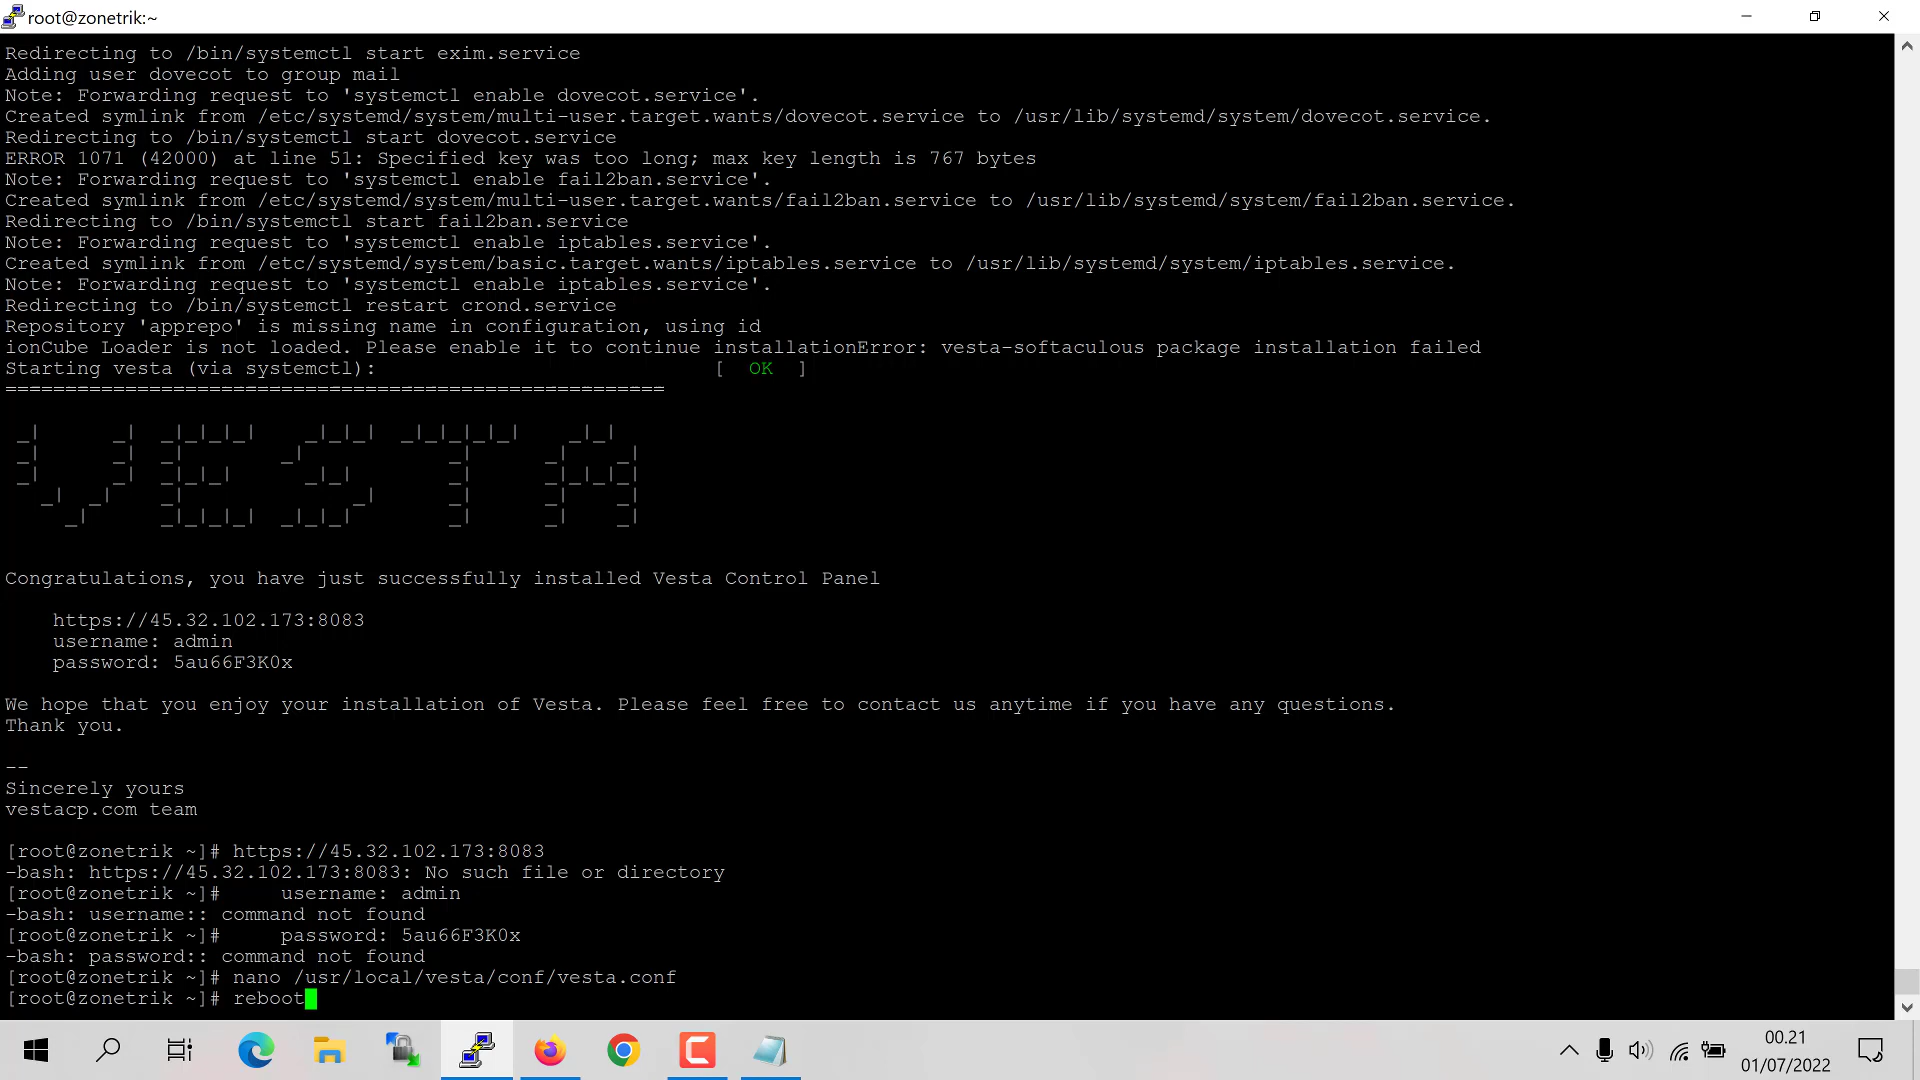 root@zonetrik:~
Redirecting to /bin/systemctl start exim.service
Adding user dovecot to group mail
Note: Forwarding request to 'systemctl enable dovecot.service'.
Created symlink from /etc/systemd/system/multi-user.target.wants/dovecot.service to /usr/lib/systemd/system/dovecot.service.
Redirecting to /bin/systemctl start dovecot.service
ERROR 1071 (42000) at line 51: Specified key was too long; max key length is 767 bytes
Note: Forwarding request to 'systemctl enable fail2ban.service'.
Created symlink from /etc/systemd/system/multi-user.target.wants/fail2ban.service to /usr/lib/systemd/system/fail2ban.service.
Redirecting to /bin/systemctl start fail2ban.service
Note: Forwarding request to 'systemctl enable iptables.service'.
Created symlink from /etc/systemd/system/basic.target.wants/iptables.service to /usr/lib/systemd/system/iptables.service.
Note: Forwarding request to 'systemctl enable iptables.service'.
Redirecting to /bin/systemctl restart crond.service
Repository 'apprepo' is missing name in configuration, using id
ionCube Loader is not loaded. Please enable it to continue installationError: vesta-softaculous package installation failed
Starting vesta (via systemctl): [ OK ]
=======================================================
VESTA
Congratulations, you have just successfully installed Vesta Control Panel
https://45.32.102.173:8083
username: admin
password: 5au66F3K0x
We hope that you enjoy your installation of Vesta. Please feel free to contact us anytime if you have any questions.
Thank you.
--
Sincerely yours
vestacp.com team
[root@zonetrik ~]# https://45.32.102.173:8083
-bash: https://45.32.102.173:8083: No such file or directory
[root@zonetrik ~]#     username: admin
-bash: username:: command not found
[root@zonetrik ~]#     password: 5au66F3K0x
-bash: password:: command not found
[root@zonetrik ~]# nano /usr/local/vesta/conf/vesta.conf
[root@zonetrik ~]# reboot
00.21
01/07/2022